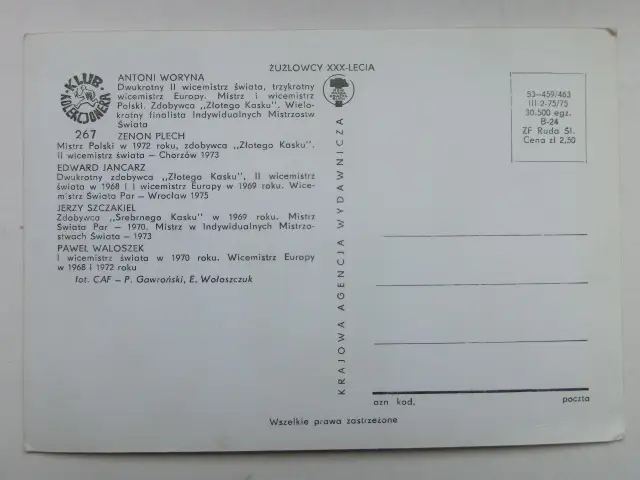 ŻUŻLOWCY XXX-LECIA
KLUB
KOLEKCJONERA
267
ANTONI WORYNA
Dwukrotny II wicemistrz świata, trzykrotny
wicemistrz Europy. Mistrz i wicemistrz
Polski. Zdobywca „Złotego Kasku". Wielo-
krotny finalista Indywidualnych Mistrzostw
Świata
ZENON PLECH
Mistrz Polski w 1972 roku, zdobywca „Złotego Kasku".
II wicemistrz świata – Chorzów 1973
EDWARD JANCARZ
Dwukrotny zdobywca „Złotego Kasku", II wicemistrz
świata w 1968 i I wicemistrz Europy w 1969 roku. Wice-
mistrz Świata Par – Wrocław 1975
JERZY SZCZAKIEL
Zdobywca „Srebrnego Kasku" w 1969 roku. Mistrz
Świata Par – 1970. Mistrz w Indywidualnych Mistrzo-
stwach Świata – 1973
PAWEŁ WALOSZEK
I wicemistrz świata w 1970 roku. Wicemistrz Europy
w 1968 i 1972 roku
fot. CAF – P. Gawroński, E. Wołoszczuk
KRAJOWA AGENCJA WYDAWNICZA
53–459/463
III-2-75/75
30.500 egz.
B-24
ZF Ruda Śl.
Cena zł 2,50
ozn kod.
poczta
Wszelkie prawa zastrzeżone